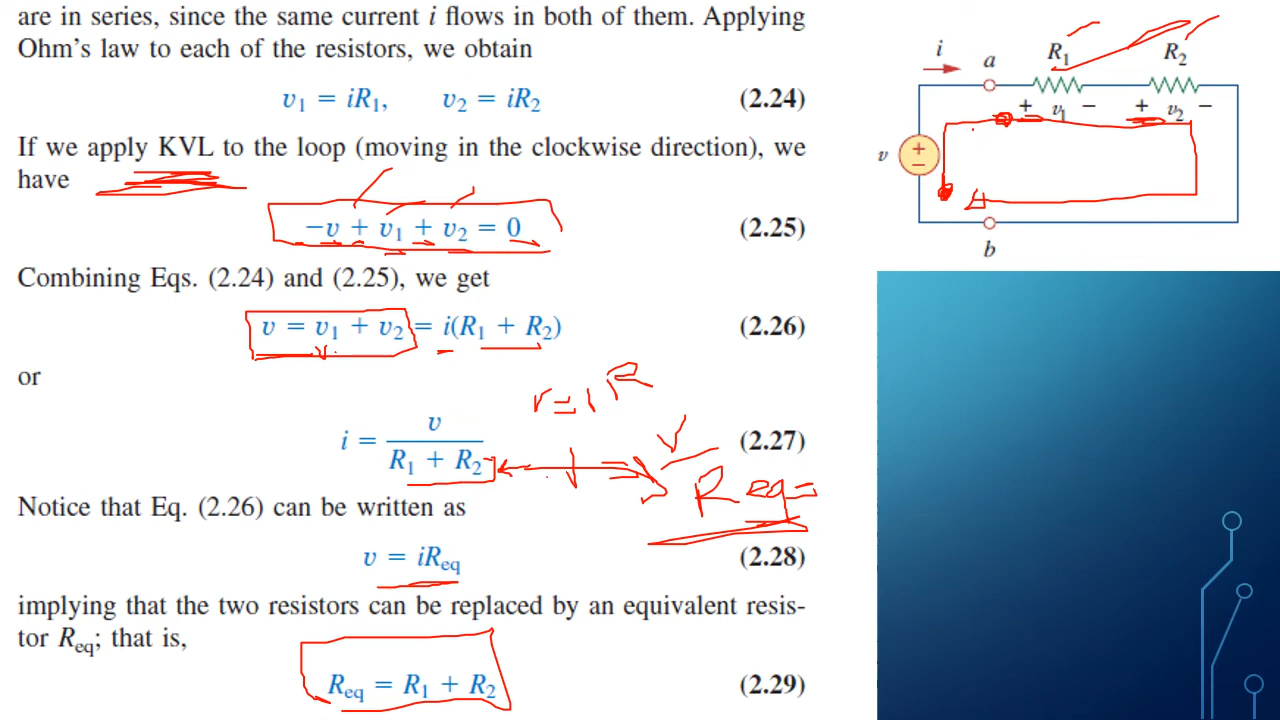 are in series, since the same current i flows in both of them. Applying
Ohm's law to each of the resistors, we obtain
v₁ = iR₁, v₂ = iR₂ (2.24)
If we apply KVL to the loop (moving in the clockwise direction), we
have
−v + v₁ + v₂ = 0 (2.25)
Combining Eqs. (2.24) and (2.25), we get
v = v₁ + v₂ = i(R₁ + R₂) (2.26)
or
i = v / (R₁ + R₂) (2.27)
Notice that Eq. (2.26) can be written as
v = iR_eq (2.28)
implying that the two resistors can be replaced by an equivalent resis-
tor R_eq; that is,
R_eq = R₁ + R₂ (2.29)
v = iR
V
Req =
i
a
R₁
R₂
+ v₁ −
+ v₂ −
v
+
−
b